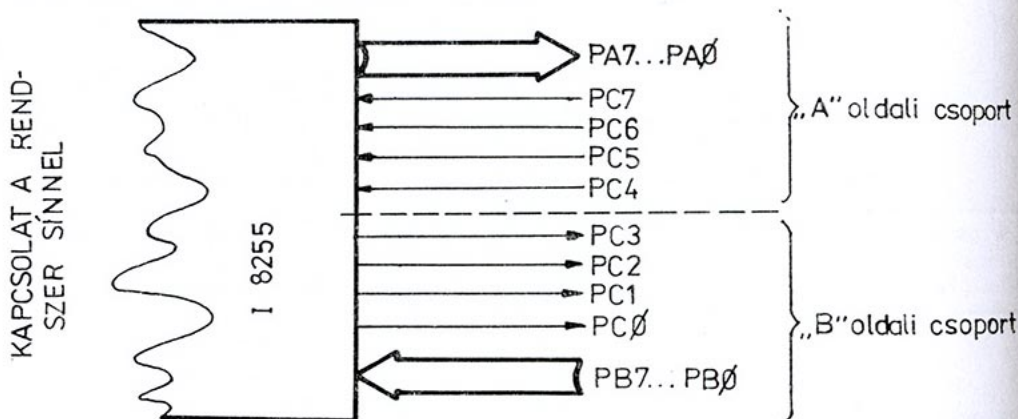 KAPCSOLAT A REND-
SZER SÍNNEL
I 8255
PA7...PAØ
PC7
PC6
PC5
PC4
„A" oldali csoport
PC3
PC2
PC1
PCØ
PB7...PBØ
„B" oldali csoport